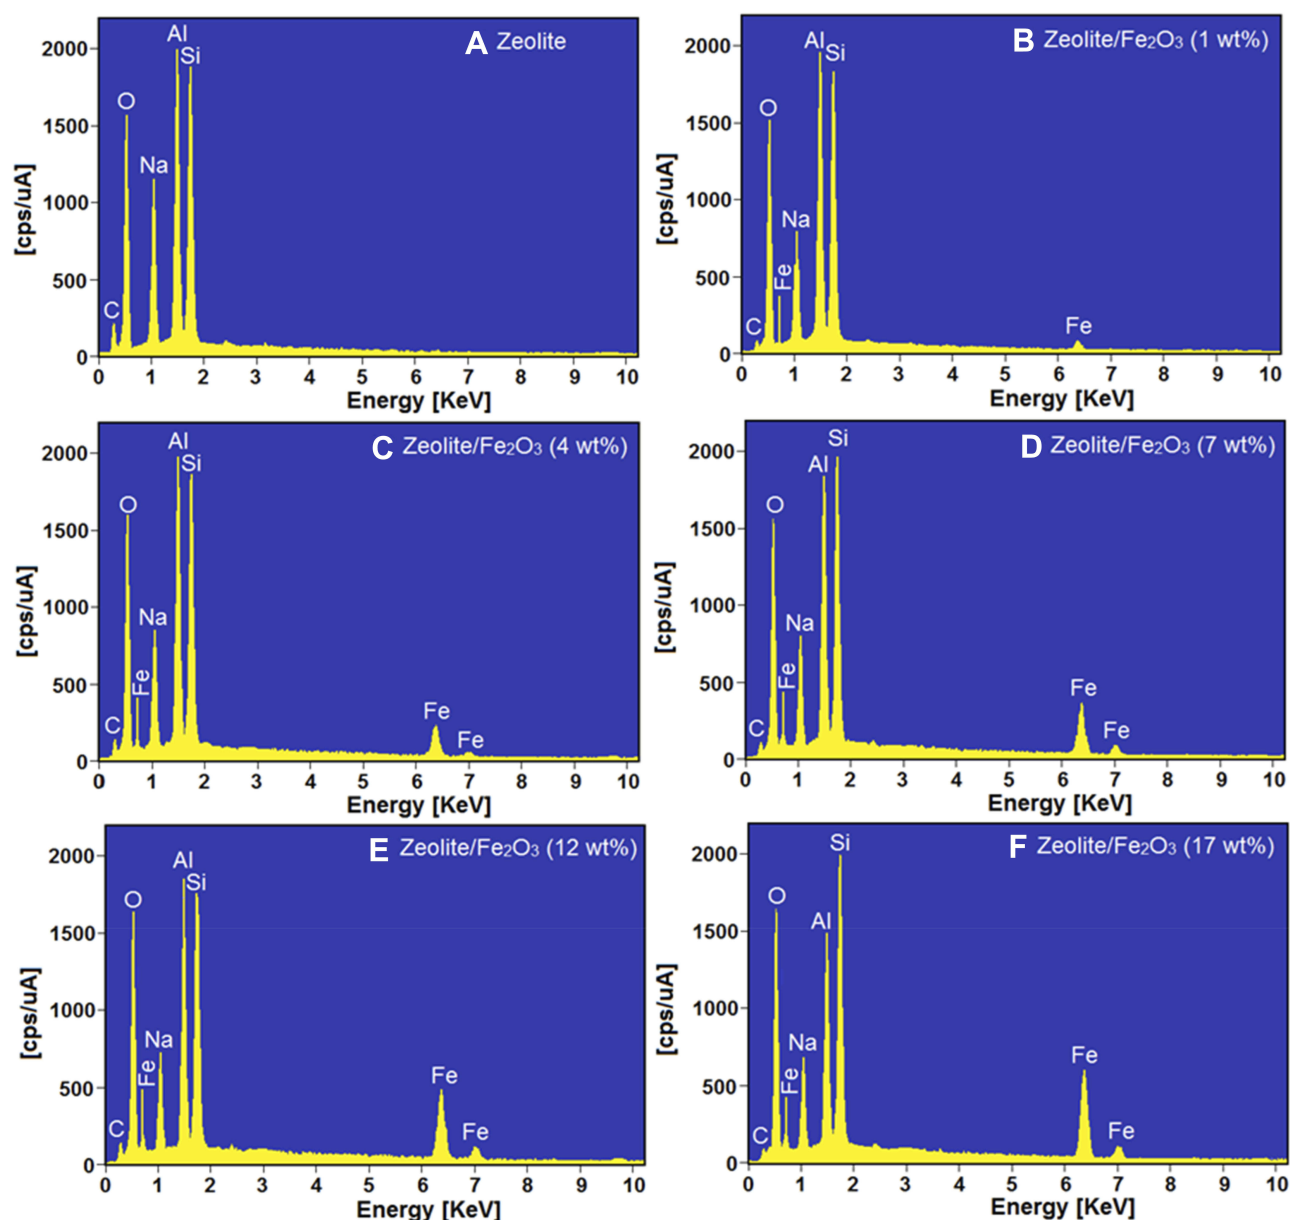 A Zeolite
[cps/uA]
2000
1500
1000
500
0
C
O
Na
Al
Si
0 1 2 3 4 5 6 7 8 9 10
Energy [KeV]
B Zeolite/Fe₂O₃ (1 wt%)
[cps/uA]
2000
1500
1000
500
0
C
O
Fe
Na
Al
Si
Fe
0 1 2 3 4 5 6 7 8 9 10
Energy [KeV]
C Zeolite/Fe₂O₃ (4 wt%)
[cps/uA]
2000
1500
1000
500
0
C
O
Fe
Na
Al
Si
Fe
Fe
0 1 2 3 4 5 6 7 8 9 10
Energy [KeV]
D Zeolite/Fe₂O₃ (7 wt%)
[cps/uA]
2000
1500
1000
500
0
C
O
Fe
Na
Al
Si
Fe
Fe
0 1 2 3 4 5 6 7 8 9 10
Energy [KeV]
E Zeolite/Fe₂O₃ (12 wt%)
[cps/uA]
2000
1500
1000
500
0
C
O
Fe
Na
Al
Si
Fe
Fe
0 1 2 3 4 5 6 7 8 9 10
Energy [KeV]
F Zeolite/Fe₂O₃ (17 wt%)
[cps/uA]
2000
1500
1000
500
0
C
O
Fe
Na
Al
Si
Fe
Fe
0 1 2 3 4 5 6 7 8 9 10
Energy [KeV]